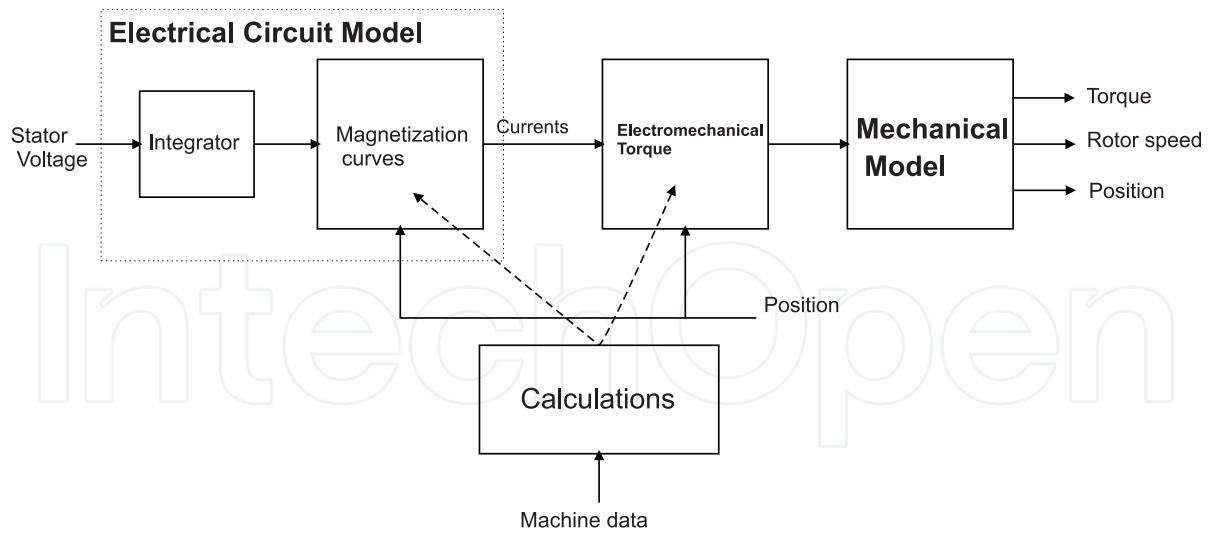 Electrical Circuit Model
Stator
Voltage
Integrator
Magnetization
curves
Currents
Electromechanical
Torque
Mechanical
Model
Torque
Rotor speed
Position
Position
Calculations
Machine data
IntechOpen